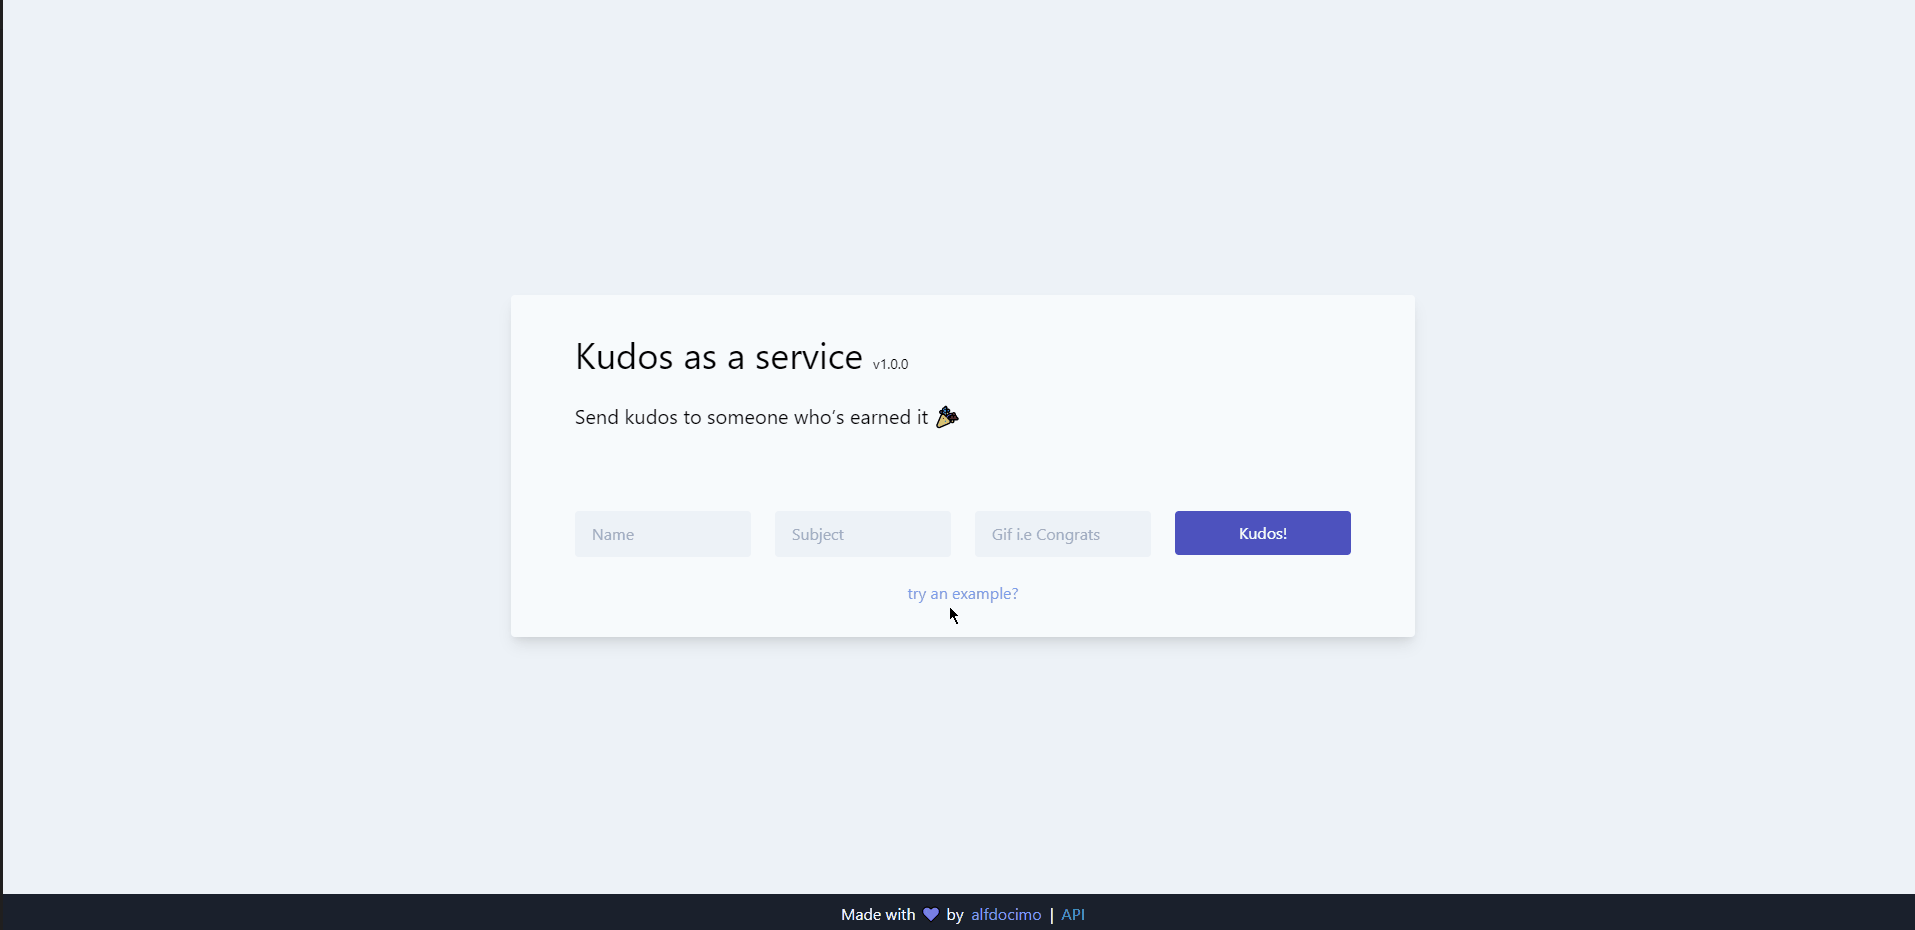 Kudos as a service v1.0.0
Send kudos to someone who's earned it
Name Subject Gif i.e Congrats Kudos!
try an example?
Made with by alfdocimo | API